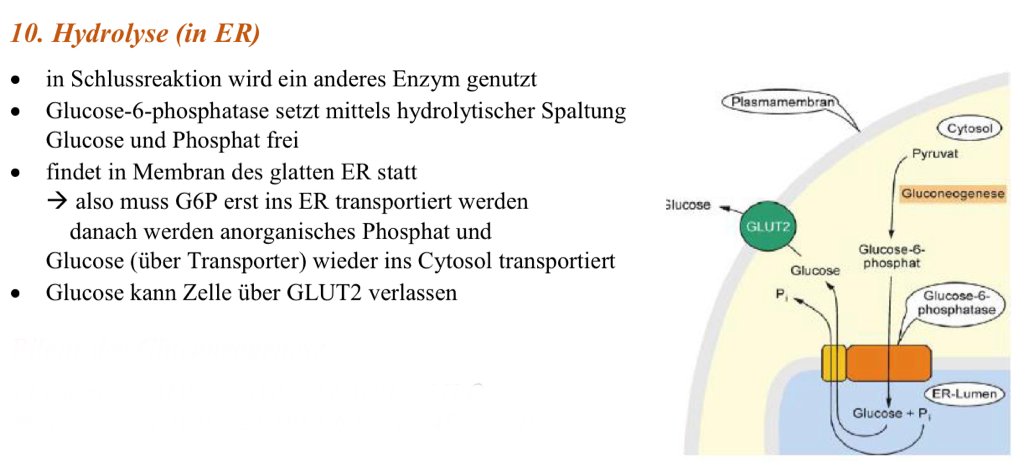 10. Hydrolyse (in ER)
• in Schlussreaktion wird ein anderes Enzym genutzt
• Glucose-6-phosphatase setzt mittels hydrolytischer Spaltung
Glucose und Phosphat frei
• findet in Membran des glatten ER statt
→ also muss G6P erst ins ER transportiert werden
danach werden anorganisches Phosphat und
Glucose (über Transporter) wieder ins Cytosol transportiert
• Glucose kann Zelle über GLUT2 verlassen
Plasmamembran
Cytosol
Pyruvat
Gluconeogenese
Glucose
GLUT2
Glucose-6-
phosphat
Glucose
Pi
Glucose-6-
phosphatase
ER-Lumen
Glucose + Pi